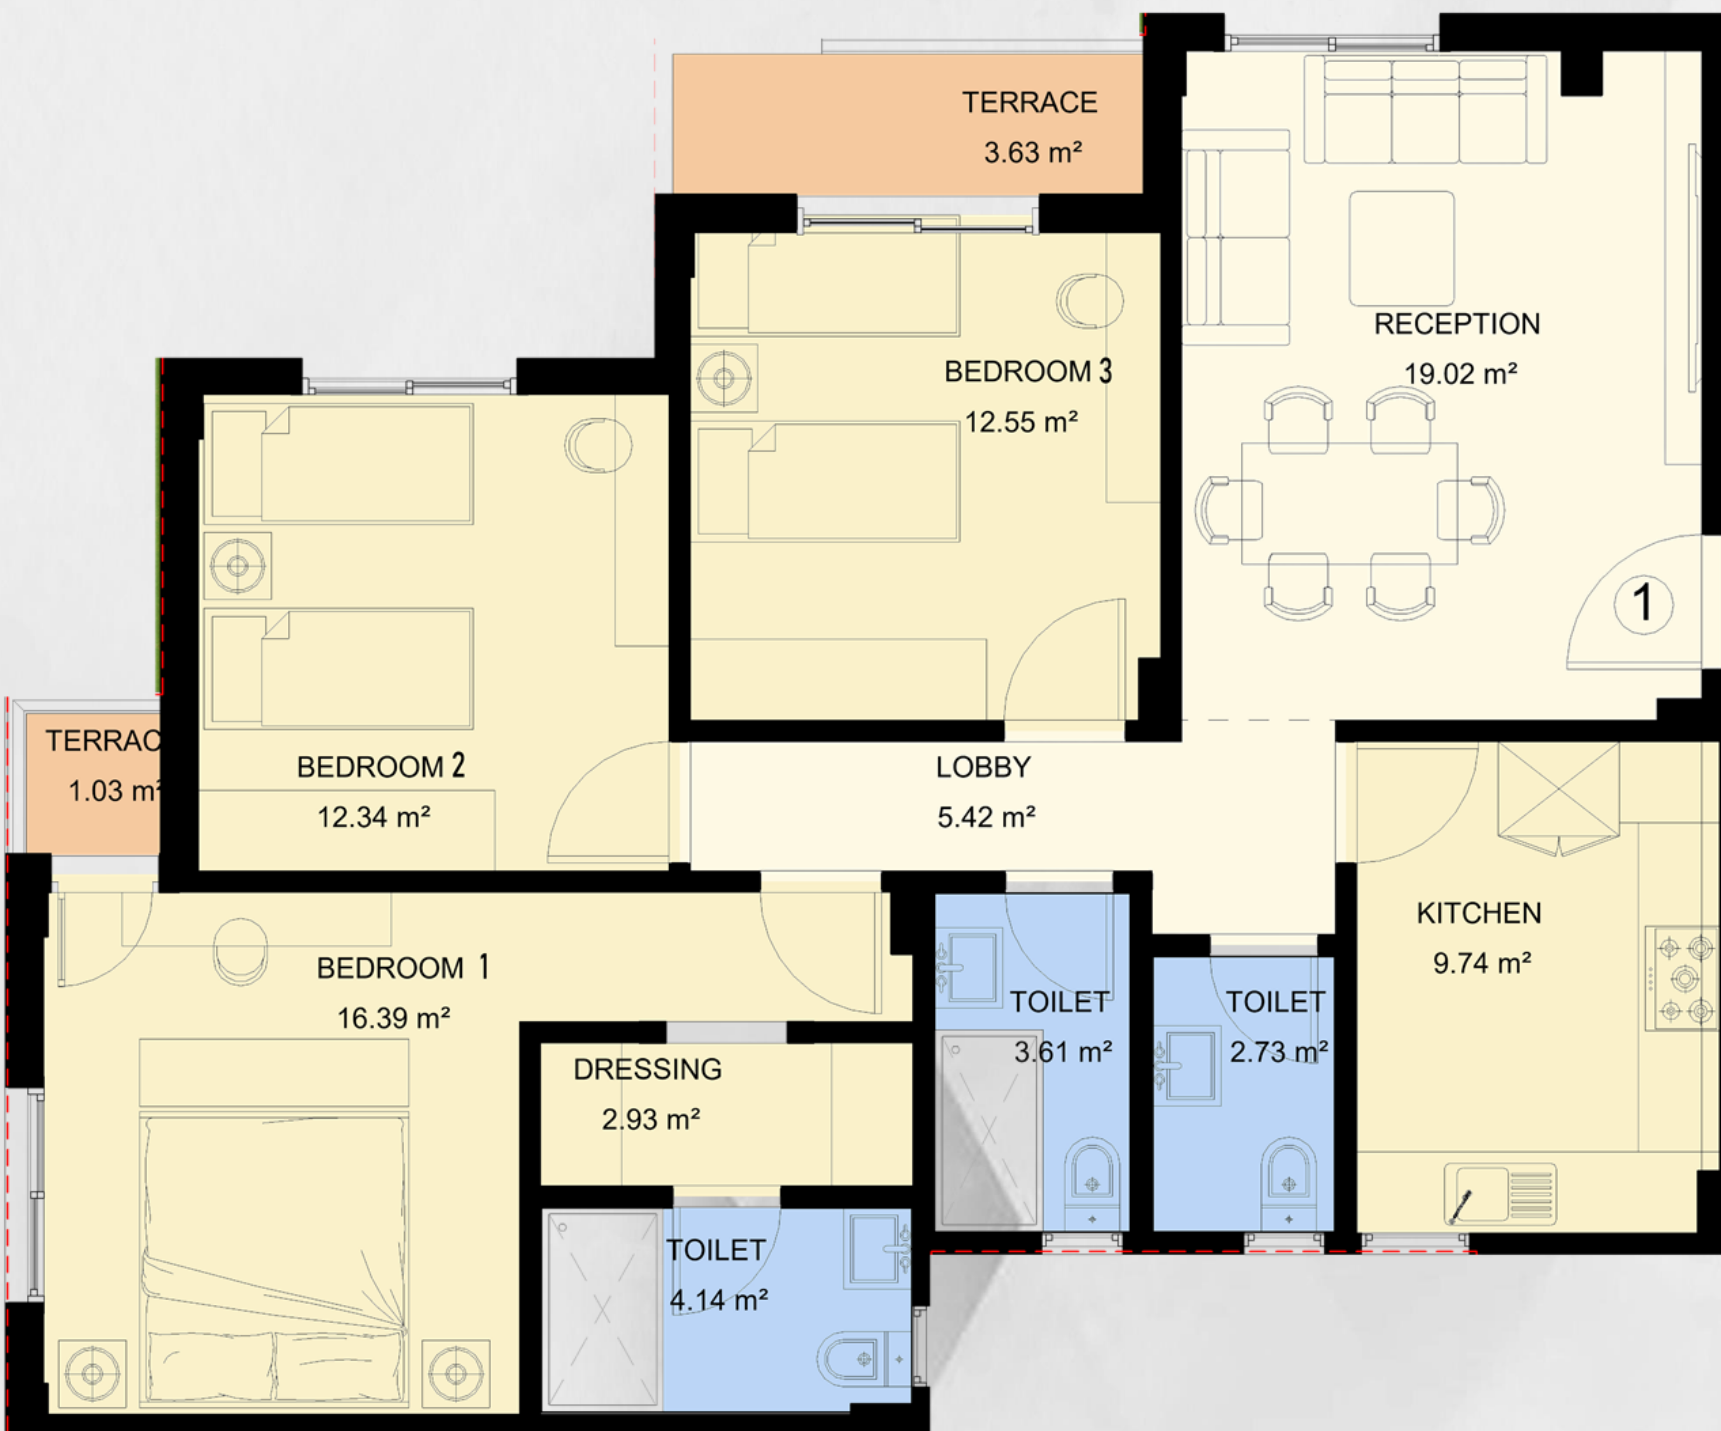 TERRACE
3.63 m²
RECEPTION
19.02 m²
BEDROOM 3
12.55 m²
1
TERRAC
1.03 m²
BEDROOM 2
12.34 m²
LOBBY
5.42 m²
KITCHEN
9.74 m²
BEDROOM 1
16.39 m²
TOILET
3.61 m²
TOILET
2.73 m²
DRESSING
2.93 m²
TOILET
4.14 m²